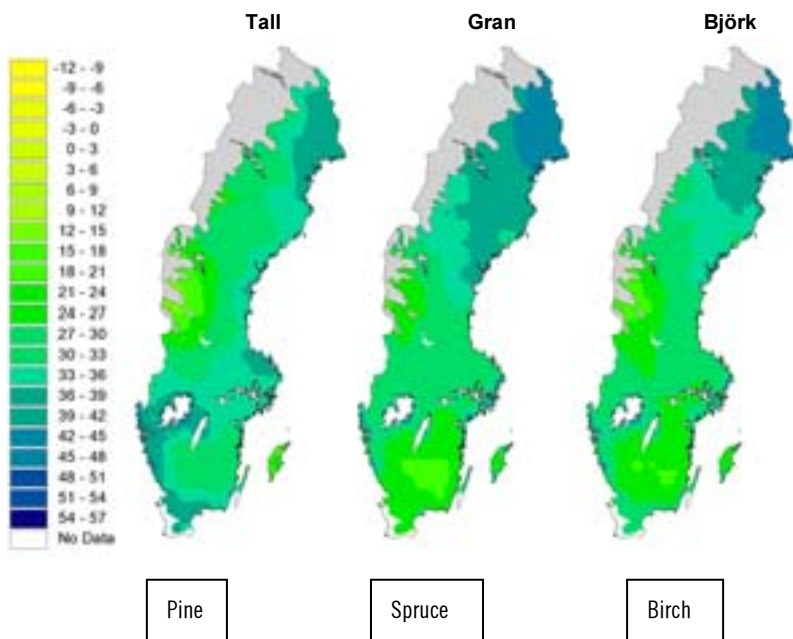 Tall Gran Björk
-12 - -9
-9 - -6
-6 - -3
-3 - 0
0 - 3
3 - 6
6 - 9
9 - 12
12 - 15
15 - 18
18 - 21
21 - 24
24 - 27
27 - 30
30 - 33
33 - 36
36 - 39
39 - 42
42 - 45
45 - 48
48 - 51
51 - 54
54 - 57
No Data
Pine Spruce Birch